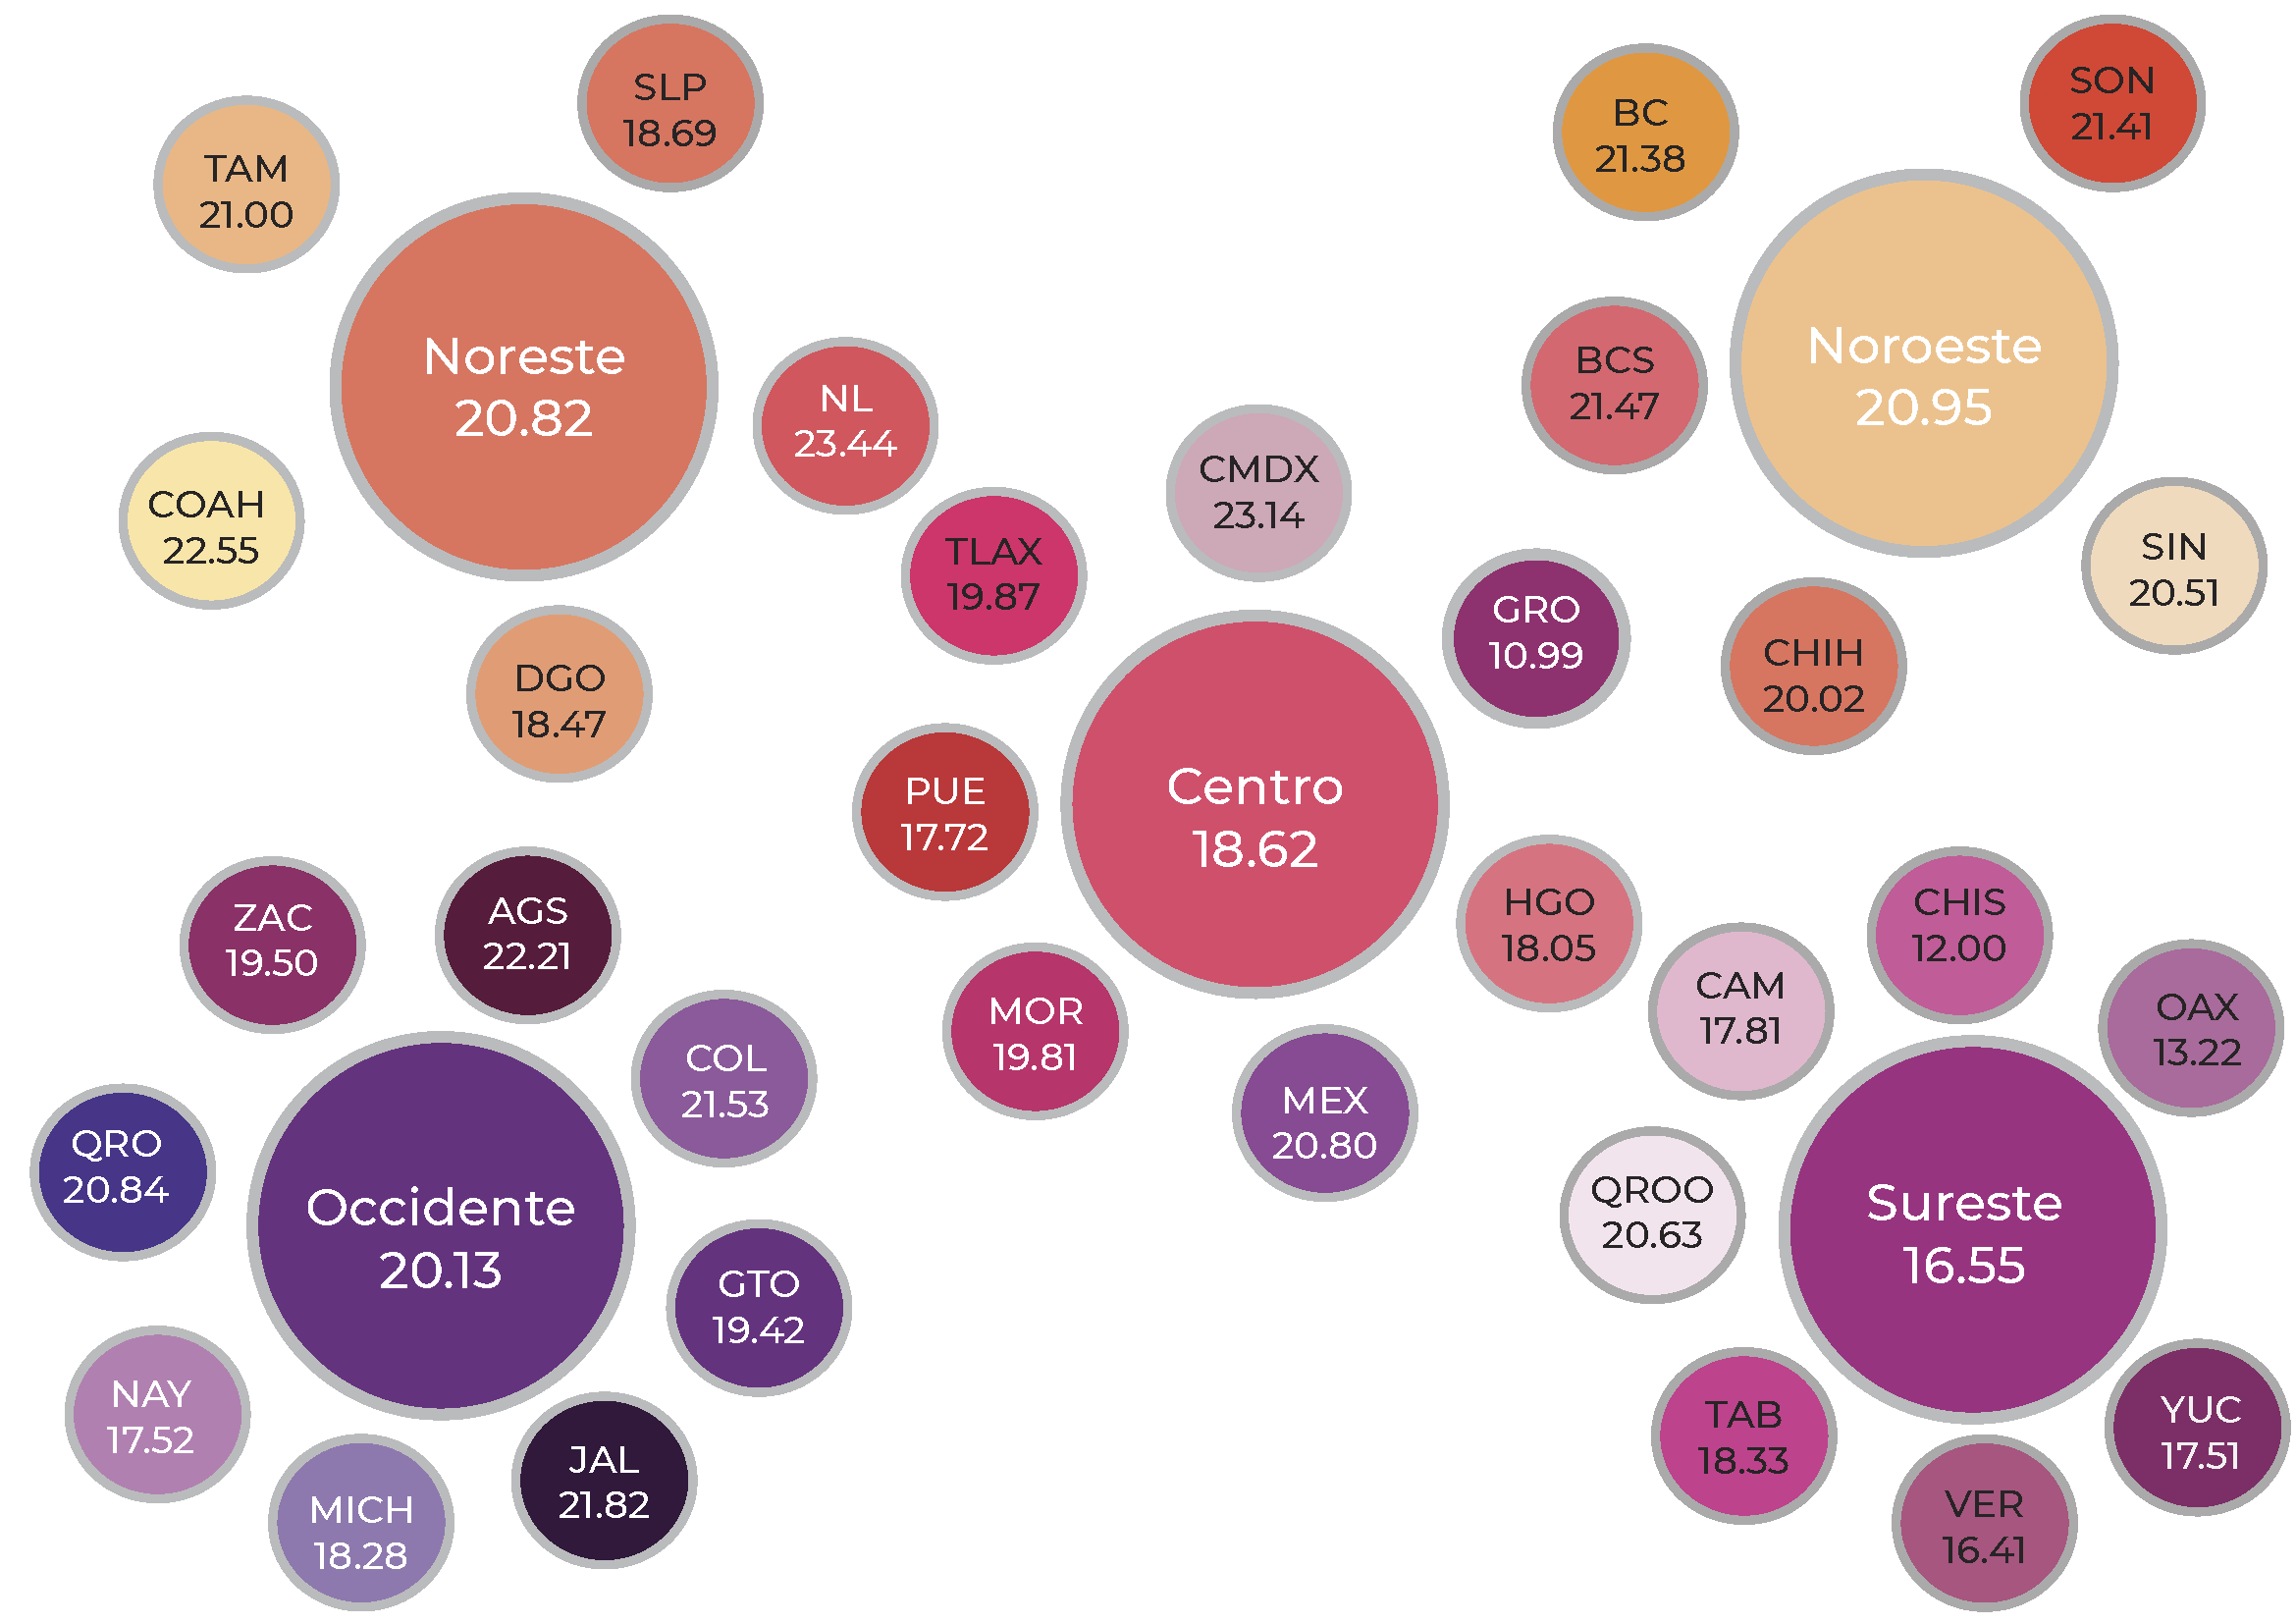 SLP
18.69
TAM
21.00
Noreste
20.82
NL
23.44
COAH
22.55
DGO
18.47
BC
21.38
SON
21.41
Noroeste
20.95
BCS
21.47
SIN
20.51
CHIH
20.02
CMDX
23.14
TLAX
19.87
GRO
10.99
Centro
18.62
PUE
17.72
HGO
18.05
MOR
19.81
MEX
20.80
ZAC
19.50
AGS
22.21
COL
21.53
QRO
20.84
Occidente
20.13
GTO
19.42
NAY
17.52
MICH
18.28
JAL
21.82
CHIS
12.00
CAM
17.81
OAX
13.22
QROO
20.63
Sureste
16.55
TAB
18.33
YUC
17.51
VER
16.41